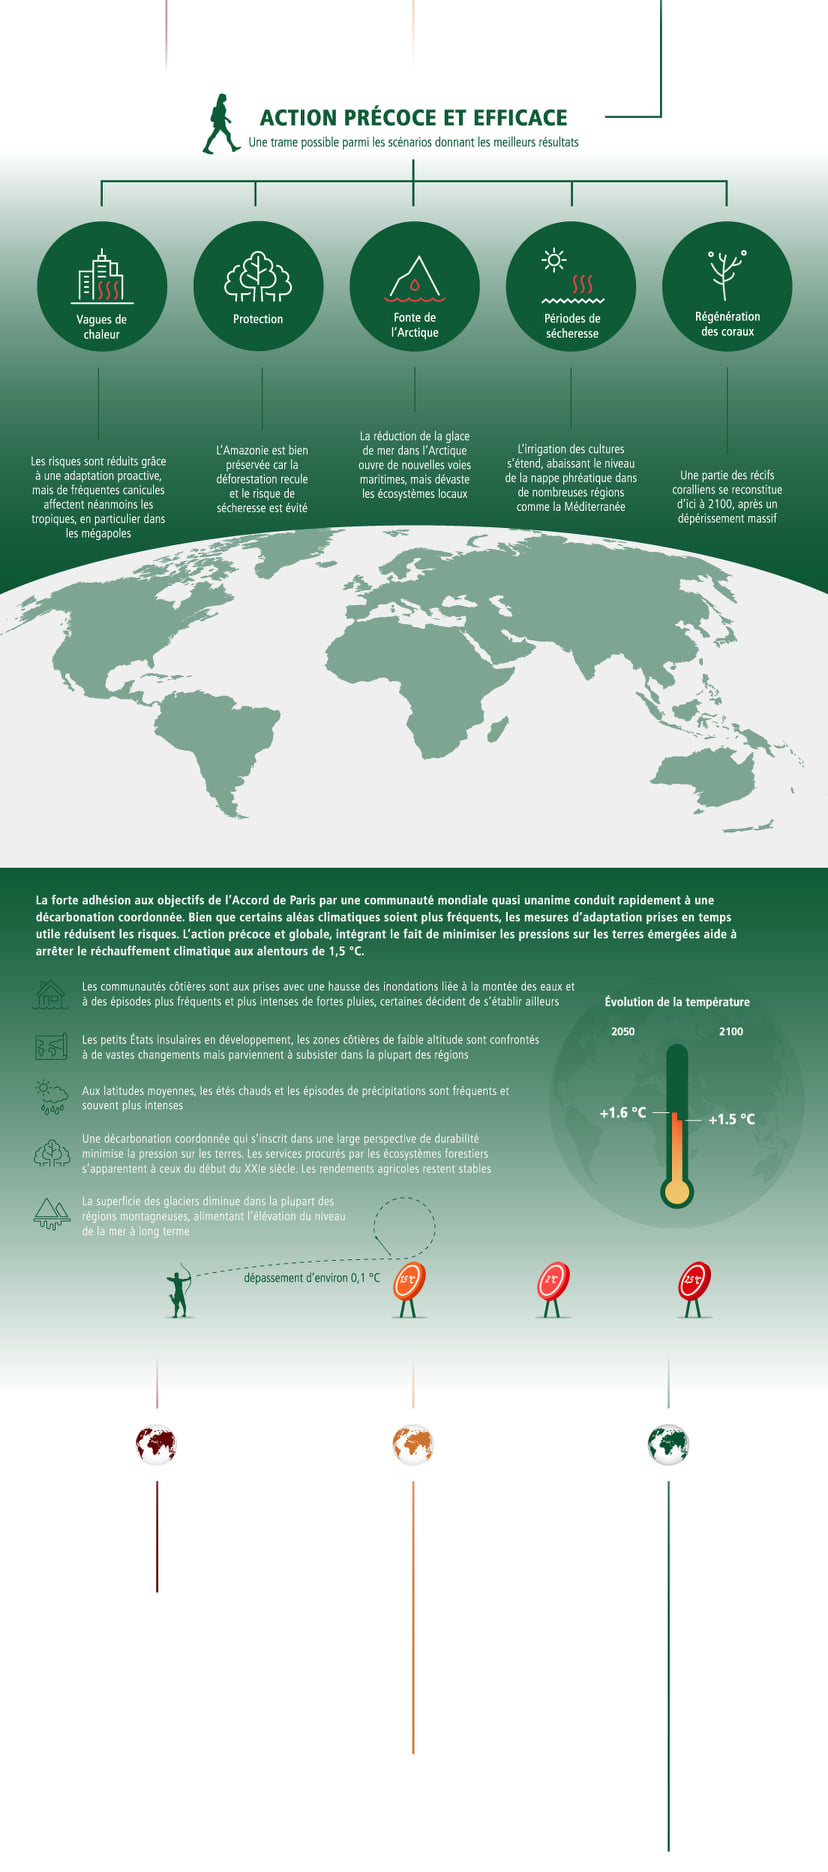 ACTION PRÉCOCE ET EFFICACE
Une trame possible parmi les scénarios donnant les meilleurs résultats
Vagues de
chaleur
Protection
Fonte de
l'Arctique
Périodes de
sécheresse
Régénération
des coraux
Les risques sont réduits grâce
à une adaptation proactive,
mais de fréquentes canicules
affectent néanmoins les
tropiques, en particulier dans
les mégapoles
L'Amazonie est bien
préservée car la
déforestation recule
et le risque de
sécheresse est évité
La réduction de la glace
de mer dans l'Arctique
ouvre de nouvelles voies
maritimes, mais dévaste
les écosystèmes locaux
L'irrigation des cultures
s'étend, abaissant le niveau
de la nappe phréatique dans
de nombreuses régions
comme la Méditerranée
Une partie des récifs
coralliens se reconstitue
d'ici à 2100, après un
dépérissement massif
La forte adhésion aux objectifs de l'Accord de Paris par une communauté mondiale quasi unanime conduit rapidement à une
décarbonation coordonnée. Bien que certains aléas climatiques soient plus fréquents, les mesures d'adaptation prises en temps
utile réduisent les risques. L'action précoce et globale, intégrant le fait de minimiser les pressions sur les terres émergées aide à
arrêter le réchauffement climatique aux alentours de 1,5 °C.
Les communautés côtières sont aux prises avec une hausse des inondations liée à la montée des eaux et
à des épisodes plus fréquents et plus intenses de fortes pluies, certaines décident de s'établir ailleurs
Les petits États insulaires en développement, les zones côtières de faible altitude sont confrontés
à de vastes changements mais parviennent à subsister dans la plupart des régions
Aux latitudes moyennes, les étés chauds et les épisodes de précipitations sont fréquents et
souvent plus intenses
Une décarbonation coordonnée qui s'inscrit dans une large perspective de durabilité
minimise la pression sur les terres. Les services procurés par les écosystèmes forestiers
s'apparentent à ceux du début du XXIe siècle. Les rendements agricoles restent stables
La superficie des glaciers diminue dans la plupart des
régions montagneuses, alimentant l'élévation du niveau
de la mer à long terme
Évolution de la température
2050
2100
+1.6 °C
+1.5 °C
dépassement d'environ 0,1 °C
1.5 °C
2 °C
2.5 °C